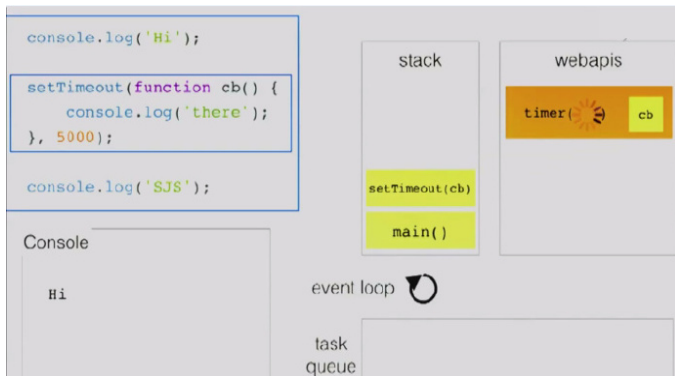 console.log('Hi');
setTimeout(function cb() {
console.log('there');
}, 5000);
console.log('SJS');
Console
Hi
stack
setTimeout(cb)
main()
webapis
timer( ) cb
event loop
task
queue